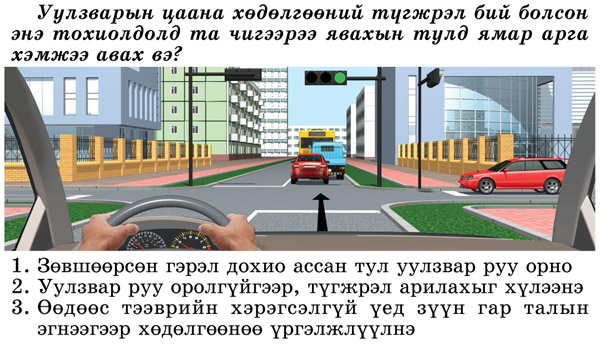 Уулзварын цаана хөдөлгөөний түгжрэл бий болсон
энэ тохиолдолд та чигээрээ явахын тулд ямар арга
хэмжээ авах вэ?
1. Зөвшөөрсөн гэрэл дохио ассан тул уулзвар руу орно
2. Уулзвар руу оролгүйгээр, түгжрэл арилахыг хүлээнэ
3. Өөдөөс тээврийн хэрэгсэлгүй үед зүүн гар талын
эгнээгээр хөдөлгөөнөө үргэлжлүүлнэ